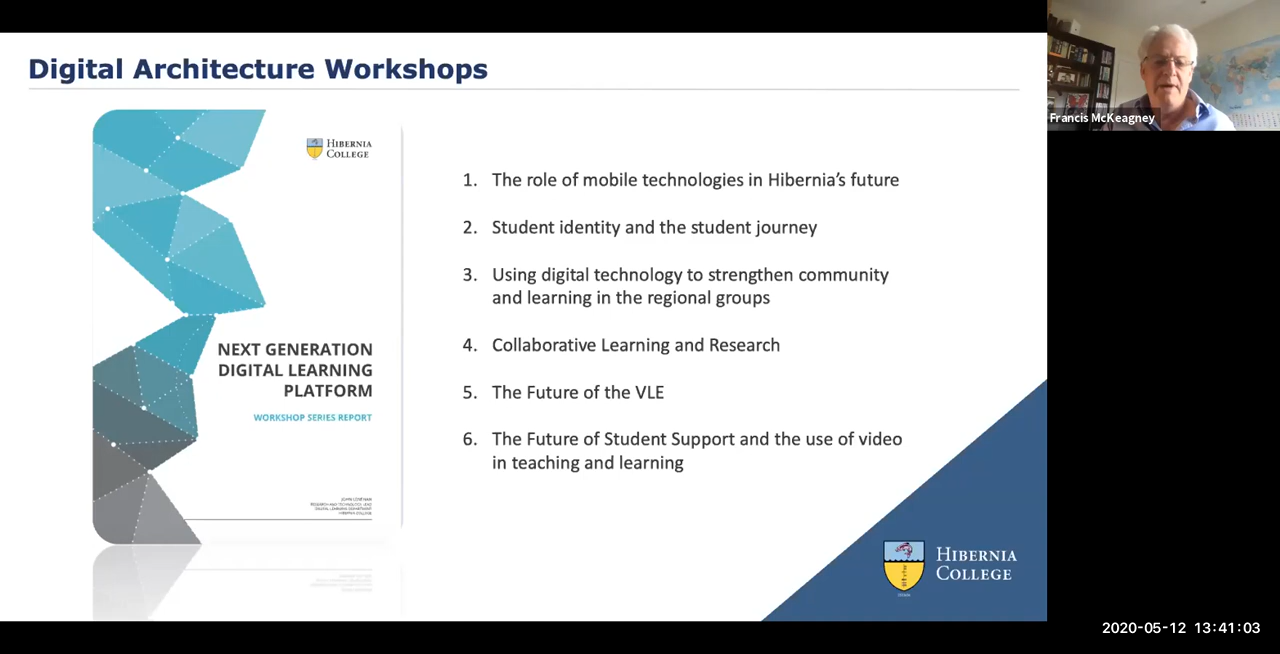 Digital Architecture Workshops
HIBERNIA
COLLEGE
NEXT GENERATION
DIGITAL LEARNING
PLATFORM
WORKSHOP SERIES REPORT
HIBERNIA COLLEGE
1. The role of mobile technologies in Hibernia's future
2. Student identity and the student journey
3. Using digital technology to strengthen community
and learning in the regional groups
4. Collaborative Learning and Research
5. The Future of the VLE
6. The Future of Student Support and the use of video
in teaching and learning
HIBERNIA
COLLEGE
Francis McKeagney
2020-05-12 13:41:03